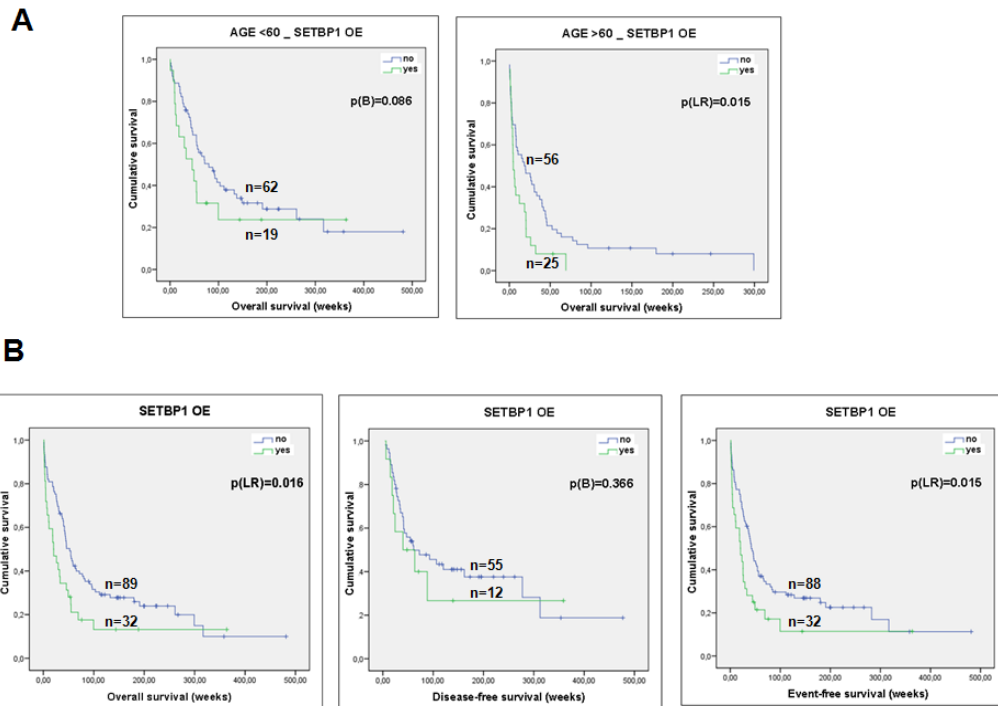 A
AGE <60 _ SETBP1 OE
no
yes
p(B)=0.086
n=62
n=19
Cumulative survival
1,0
0,8
0,6
0,4
0,2
0,0
,00
100,00
200,00
300,00
400,00
500,00
Overall survival (weeks)
AGE >60 _ SETBP1 OE
no
yes
p(LR)=0.015
n=56
n=25
Cumulative survival
1,0
0,8
0,6
0,4
0,2
0,0
,00
50,00
100,00
150,00
200,00
250,00
300,00
Overall survival (weeks)
B
SETBP1 OE
no
yes
p(LR)=0.016
n=89
n=32
Cumulative survival
1,0
0,8
0,6
0,4
0,2
0,0
,00
100,00
200,00
300,00
400,00
500,00
Overall survival (weeks)
SETBP1 OE
no
yes
p(B)=0.366
n=55
n=12
Cumulative survival
1,0
,8
,6
,4
,2
,0
,00
100,00
200,00
300,00
400,00
500,00
Disease-free survival (weeks)
SETBP1 OE
no
yes
p(LR)=0.015
n=88
n=32
Cumulative survival
1,0
0,8
0,6
0,4
0,2
0,0
,00
100,00
200,00
300,00
400,00
500,00
Event-free survival (weeks)